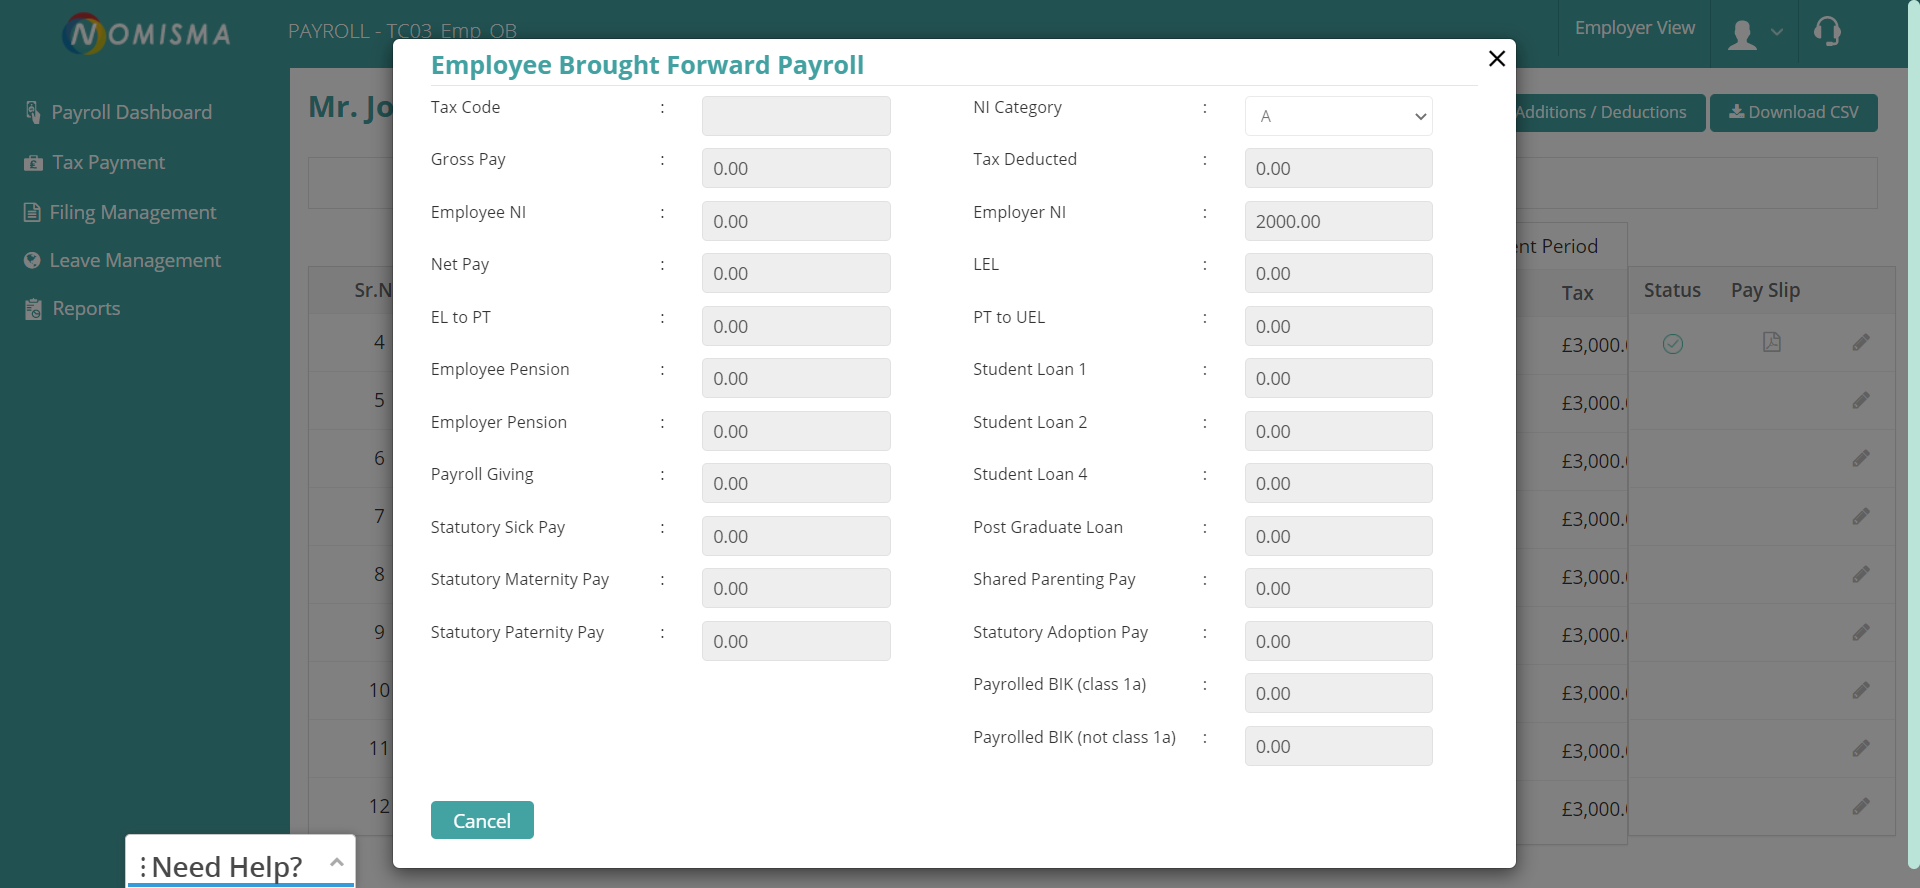 NOMISMA
PAYROLL - TC03_Emp_OB
Employer View
Payroll Dashboard
Tax Payment
Filing Management
Leave Management
Reports
Mr. Jo
Additions / Deductions
Download CSV
Employee Brought Forward Payroll
Tax Code :
NI Category : A
Gross Pay : 0.00
Tax Deducted : 0.00
Employee NI : 0.00
Employer NI : 2000.00
Net Pay : 0.00
LEL : 0.00
EL to PT : 0.00
PT to UEL : 0.00
Employee Pension : 0.00
Student Loan 1 : 0.00
Employer Pension : 0.00
Student Loan 2 : 0.00
Payroll Giving : 0.00
Student Loan 4 : 0.00
Statutory Sick Pay : 0.00
Post Graduate Loan : 0.00
Statutory Maternity Pay : 0.00
Shared Parenting Pay : 0.00
Statutory Paternity Pay : 0.00
Statutory Adoption Pay : 0.00
Payrolled BIK (class 1a) : 0.00
Payrolled BIK (not class 1a) : 0.00
Cancel
nt Period
Sr.N
Tax
Status
Pay Slip
4 £3,000.
5 £3,000.
6 £3,000.
7 £3,000.
8 £3,000.
9 £3,000.
10 £3,000.
11 £3,000.
12 £3,000.
Need Help?